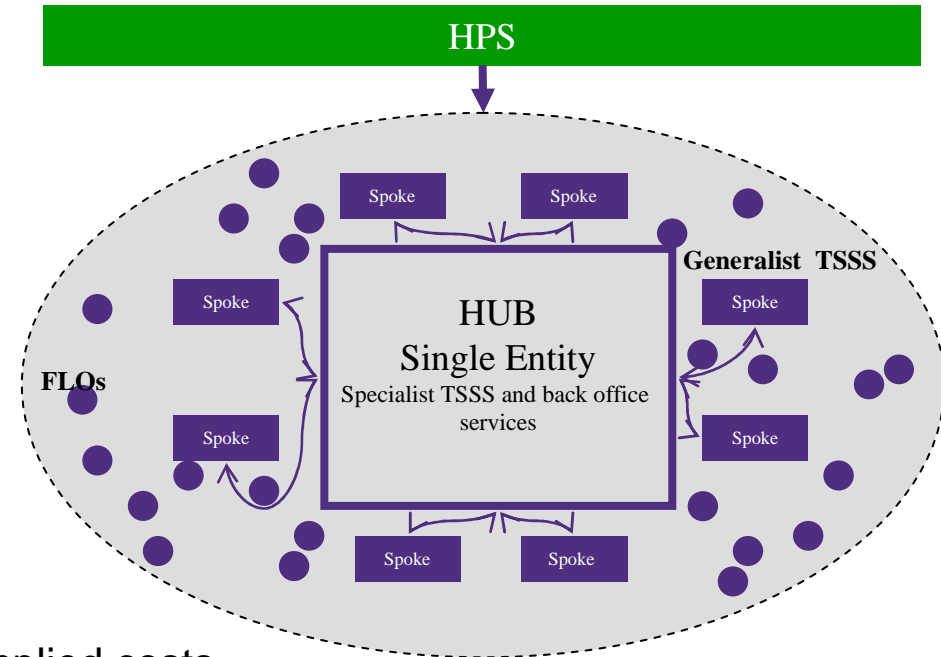 HPS
Spoke
Spoke
Generalist TSSS
Spoke
Spoke
HUB
Single Entity
Specialist TSSS and back office
services
FLOs
Spoke
Spoke
Spoke
Spoke
costs